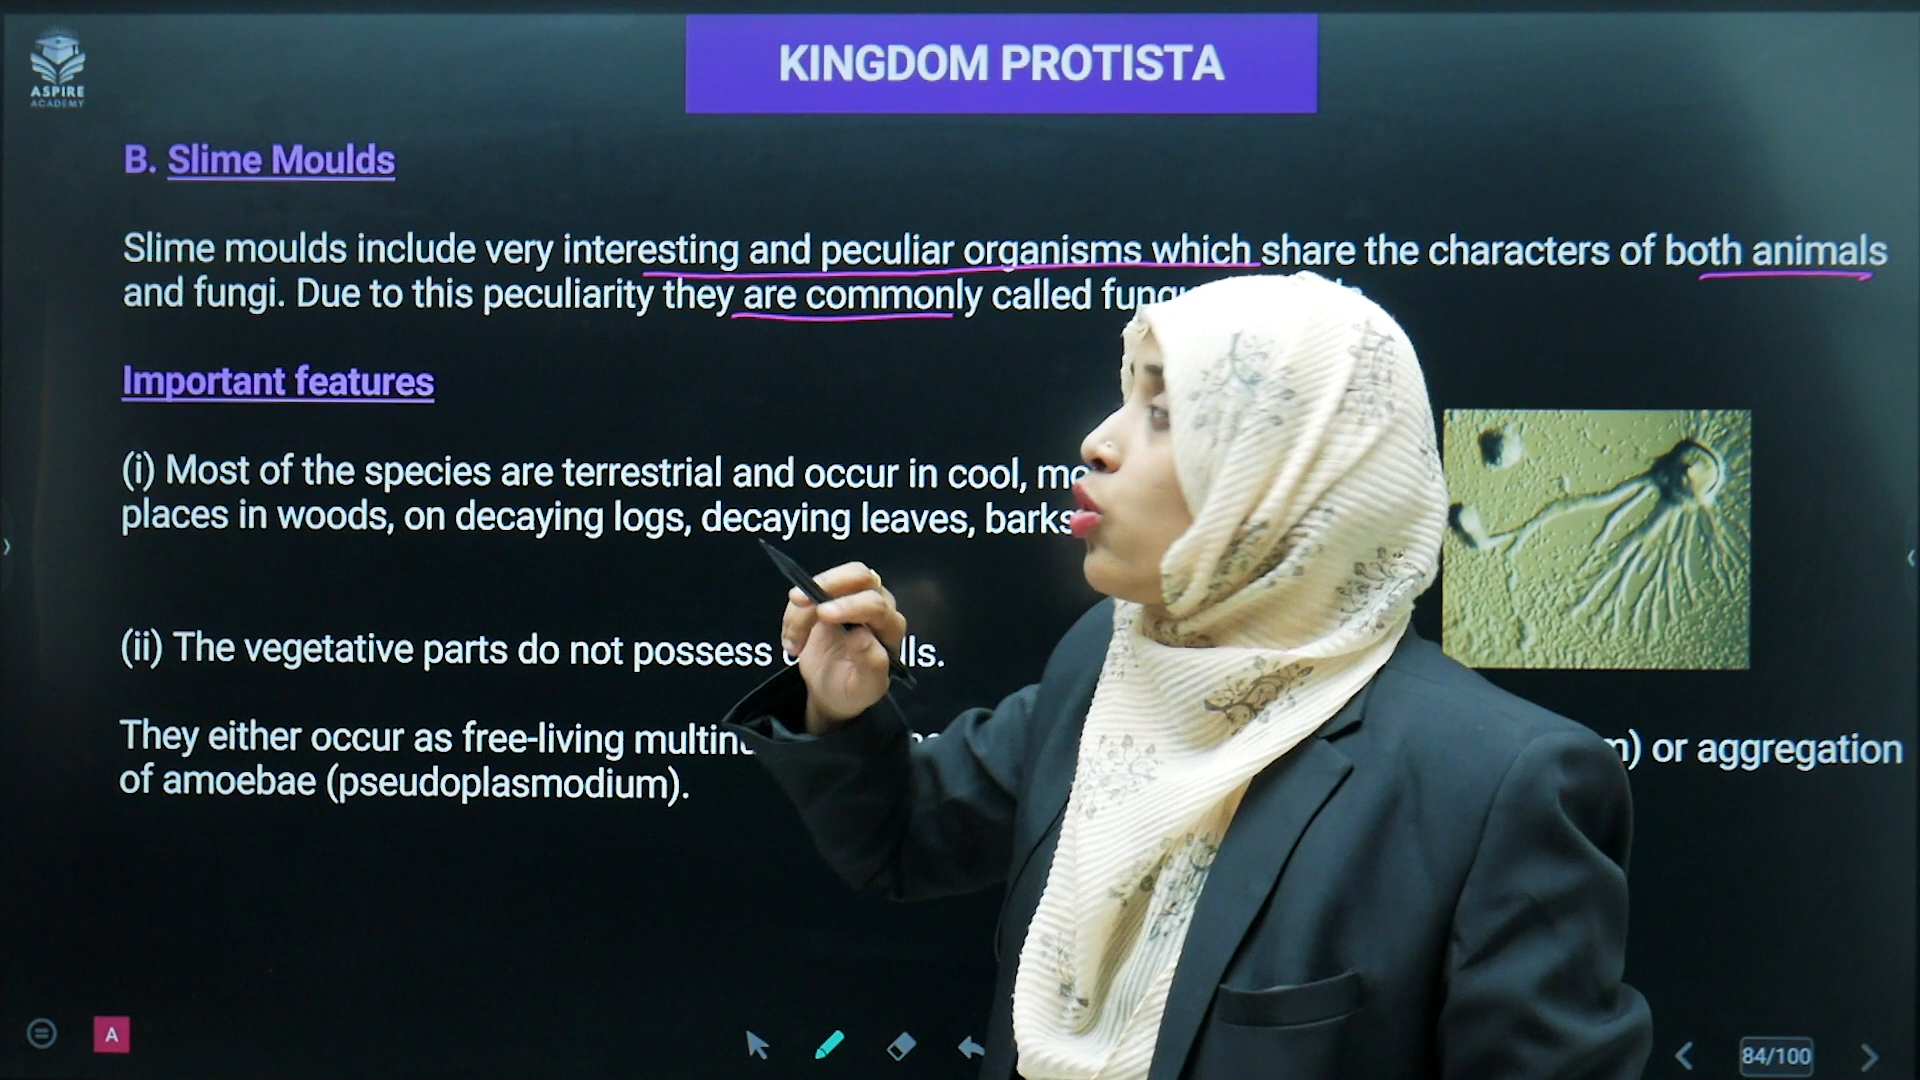 ASPIRE
ACADEMY
KINGDOM PROTISTA
B. Slime Moulds
Slime moulds include very interesting and peculiar organisms which share the characters of both animals
and fungi. Due to this peculiarity they are commonly called
Important features
(i) Most of the species are terrestrial and occur in cool,
places in woods, on decaying logs, decaying leaves, barks
(ii) The vegetative parts do not possess
They either occur as free-living or aggregation
of amoebae (pseudoplasmodium).
A
84/100